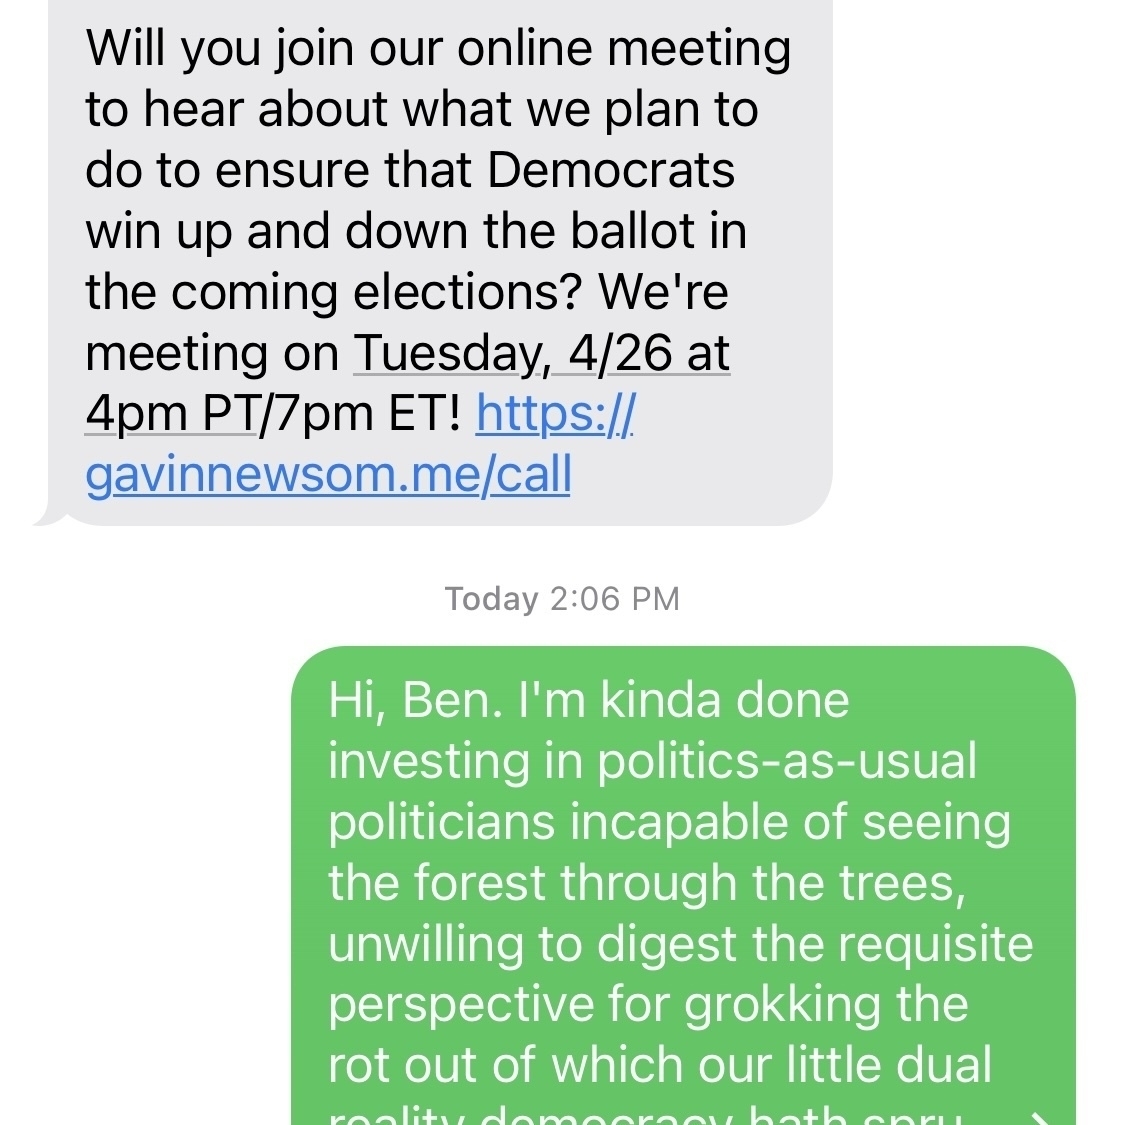 Will you join our online meeting
to hear about what we plan to
do to ensure that Democrats
win up and down the ballot in
the coming elections? We're
meeting on Tuesday, 4/26 at
4pm PT/7pm ET! https://
gavinnewsom.me/call
Today 2:06 PM
Hi, Ben. I'm kinda done
investing in politics-as-usual
politicians incapable of seeing
the forest through the trees,
unwilling to digest the requisite
perspective for grokking the
rot out of which our little dual
reality democracy hath spru